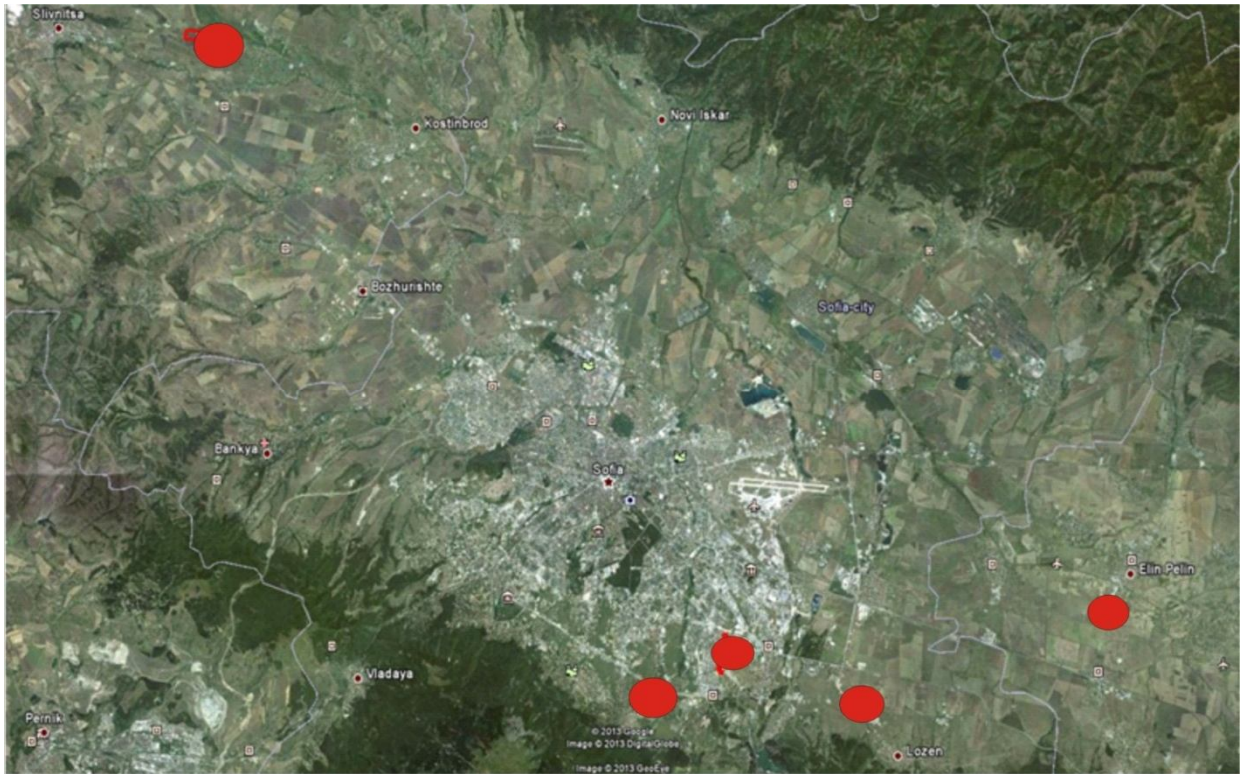 Slivnitsa
Kostinbrod
Novi Iskar
Bozhurishte
Sofia-city
Bankya
Sofia
Elin Pelin
Vladaya
Pernik
Lozen
© 2013 Google
Image © 2013 DigitalGlobe
Image © 2013 GeoEye